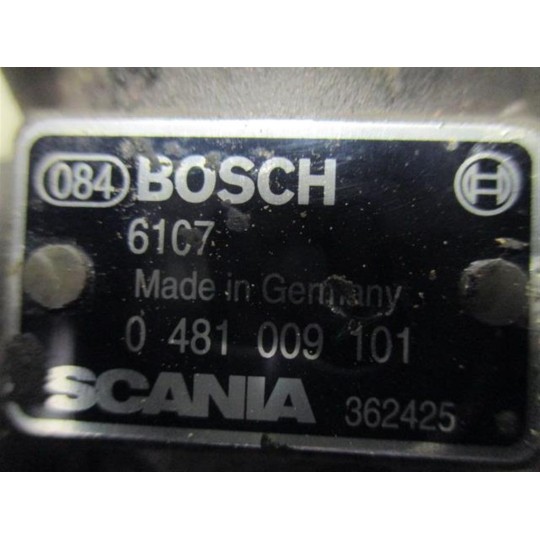 084 BOSCH
61C7
Made in Germany
0 481 009 101
SCANIA 362425